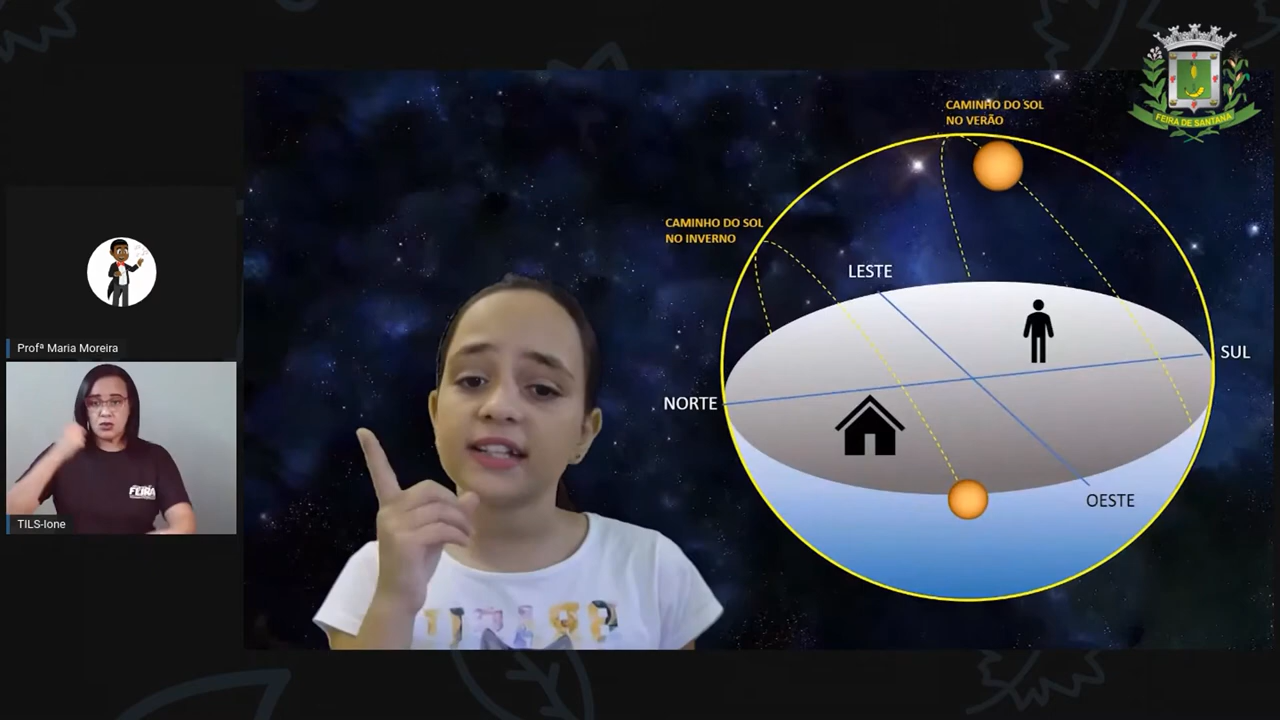 FEIRA DE SANTANA
CAMINHO DO SOL
NO VERÃO
CAMINHO DO SOL
NO INVERNO
LESTE
SUL
NORTE
OESTE
Profª Maria Moreira
FEIRA
TILS-Ione